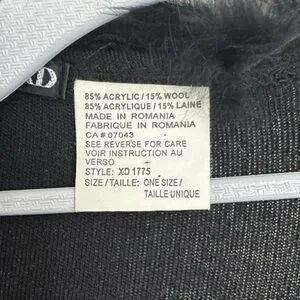 85% ACRYLIC / 15% WOOL
85% ACRYLIQUE / 15% LAINE
MADE IN ROMANIA
FABRIQUE IN ROMANIA
CA # 07043
SEE REVERSE FOR CARE
VOIR INSTRUCTION AU
VERSO
STYLE: XD 1775
SIZE / TAILLE: ONE SIZE /
TAILLE UNIQUE